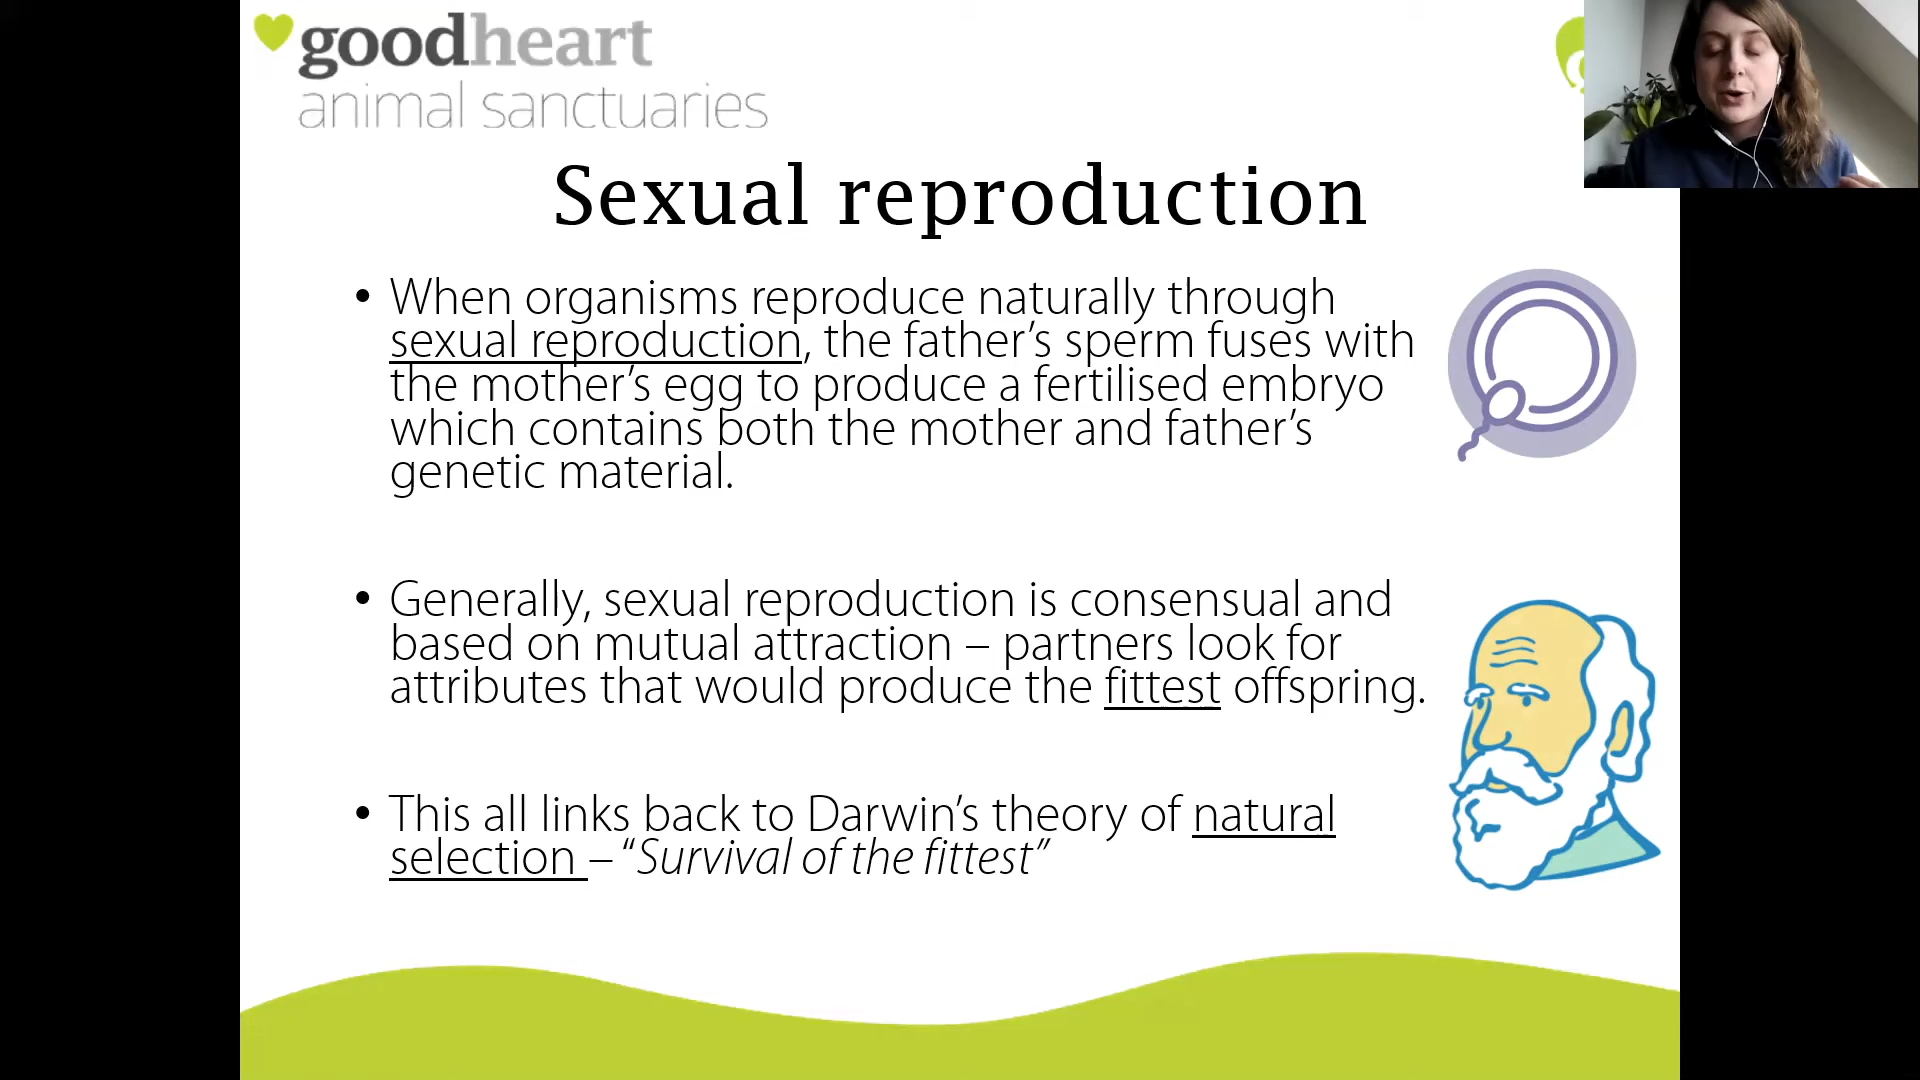 goodheart
animal sanctuaries
Sexual reproduction
• When organisms reproduce naturally through
sexual reproduction, the father’s sperm fuses with
the mother’s egg to produce a fertilised embryo
which contains both the mother and father’s
genetic material.
• Generally, sexual reproduction is consensual and
based on mutual attraction – partners look for
attributes that would produce the fittest offspring.
• This all links back to Darwin’s theory of natural
selection – “Survival of the fittest”